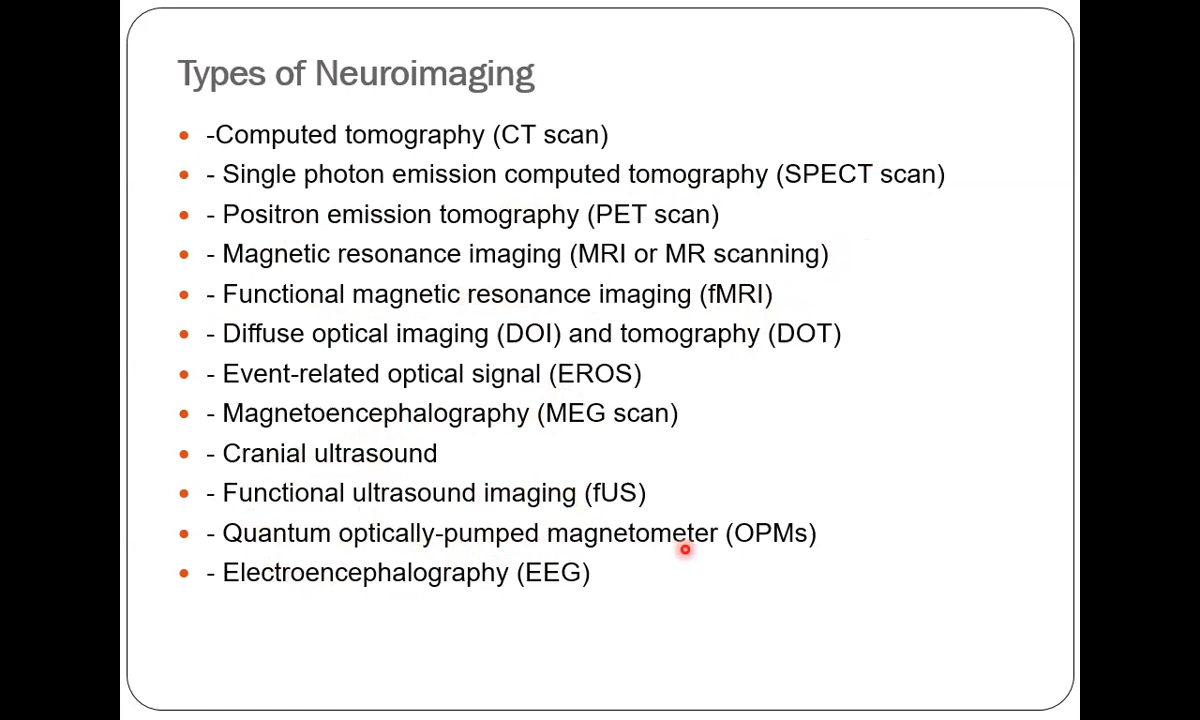 Types of Neuroimaging
• -Computed tomography (CT scan)
• - Single photon emission computed tomography (SPECT scan)
• - Positron emission tomography (PET scan)
• - Magnetic resonance imaging (MRI or MR scanning)
• - Functional magnetic resonance imaging (fMRI)
• - Diffuse optical imaging (DOI) and tomography (DOT)
• - Event-related optical signal (EROS)
• - Magnetoencephalography (MEG scan)
• - Cranial ultrasound
• - Functional ultrasound imaging (fUS)
• - Quantum optically-pumped magnetometer (OPMs)
• - Electroencephalography (EEG)